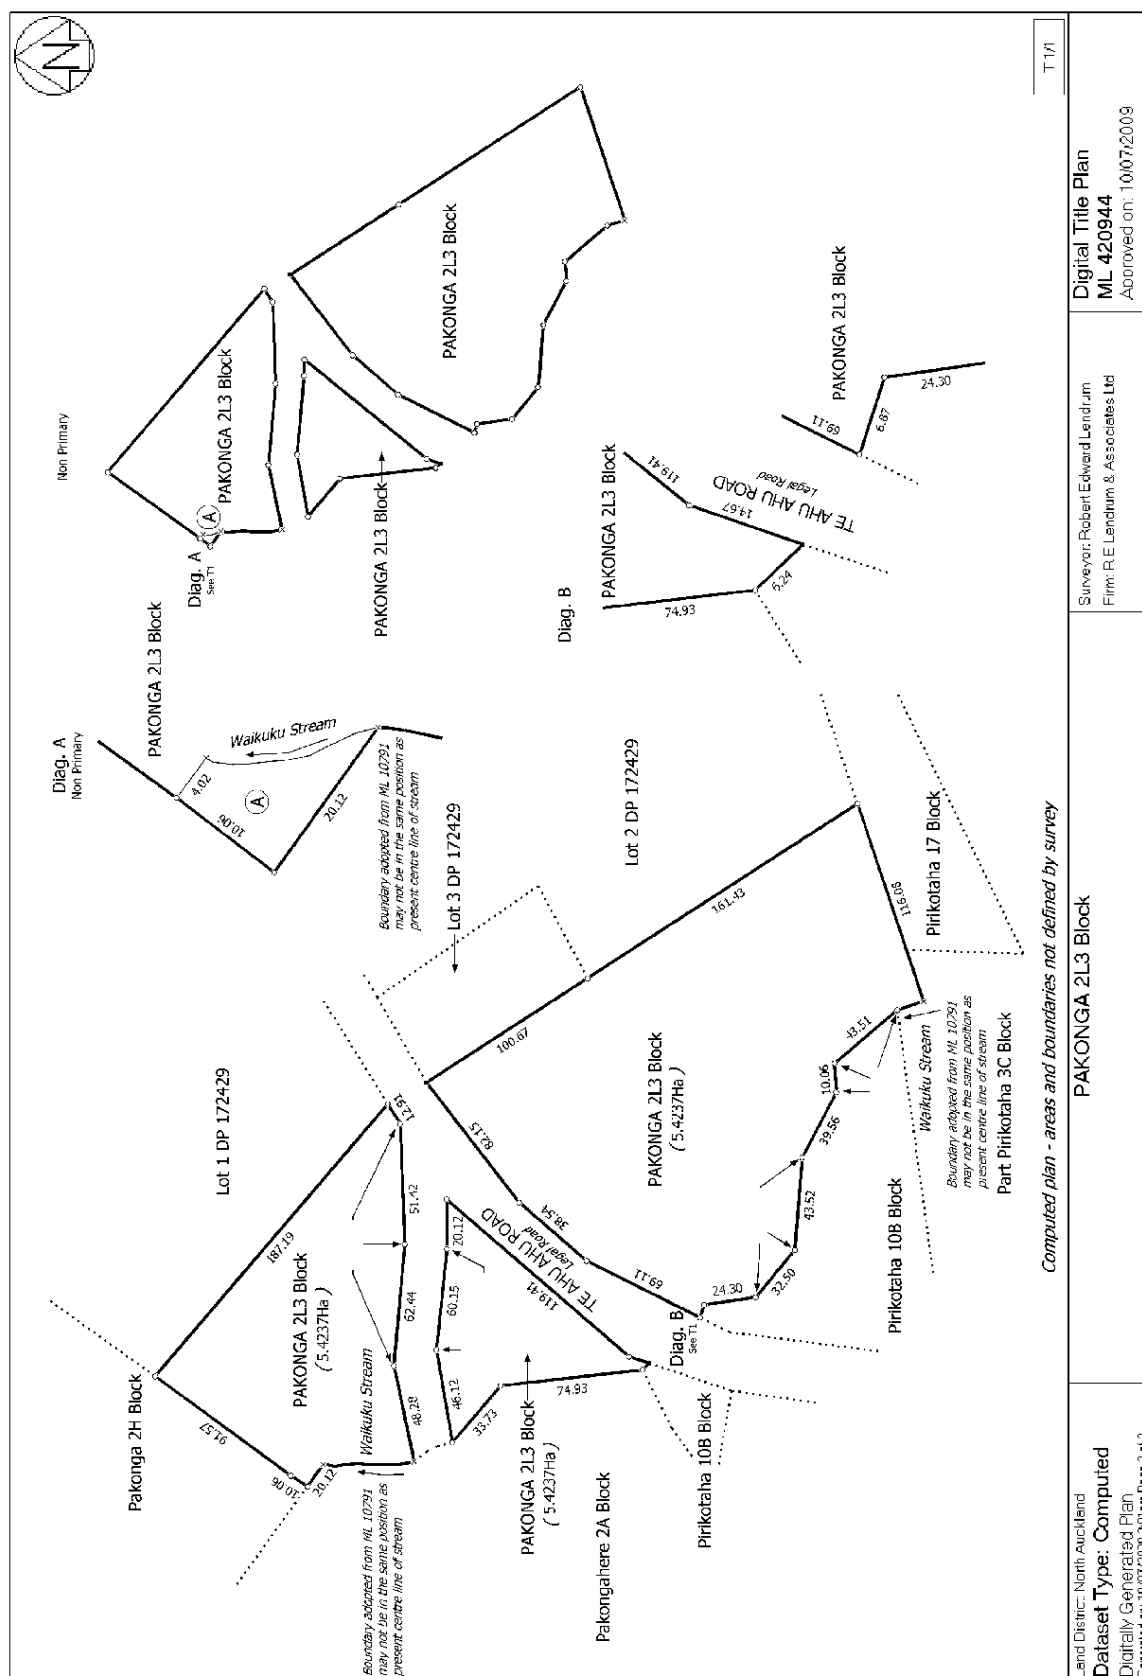 N
T 1/1
Lot 1 DP 172429
187.19
Pakonga 2H Block
91.57
10.06
20.12
PAKONGA 2L3 Block
( 5.4237Ha )
12.91
51.42
62.44
48.28
Waikuku Stream
Boundary adopted from ML 10791
may not be in the same position as
present centre line of stream
46.12
60.15
20.12
33.73
119.41
74.93
PAKONGA 2L3 Block
( 5.4237Ha )
Pakongahere 2A Block
Pirikotaha 10B Block
TE AHU AHU ROAD
Legal Road
82.15
38.54
69.11
Diag. B
See T1
24.30
32.50
43.52
39.56
10.06
43.51
PAKONGA 2L3 Block
( 5.4237Ha )
100.67
161.43
116.08
Lot 3 DP 172429
Lot 2 DP 172429
Pirikotaha 17 Block
Waikuku Stream
Boundary adopted from ML 10791
may not be in the same position as
present centre line of stream
Part Pirikotaha 3C Block
Pirikotaha 10B Block
Diag. A
Non Primary
PAKONGA 2L3 Block
4.02
10.06
A
20.12
Waikuku Stream
Boundary adopted from ML 10791
may not be in the same position as
present centre line of stream
Non Primary
PAKONGA 2L3 Block
A
Diag. A
See T1
PAKONGA 2L3 Block
PAKONGA 2L3 Block
Diag. B
PAKONGA 2L3 Block
74.93
6.24
14.67
119.41
TE AHU AHU ROAD
Legal Road
PAKONGA 2L3 Block
69.11
6.87
24.30
Computed plan - areas and boundaries not defined by survey
Land District: North Auckland
Dataset Type: Computed
Digitally Generated Plan
PAKONGA 2L3 Block
Surveyor: Robert Edward Lendrum
Firm: R E Lendrum & Associates Ltd
Digital Title Plan
ML 420944
Approved on: 10/07/2009